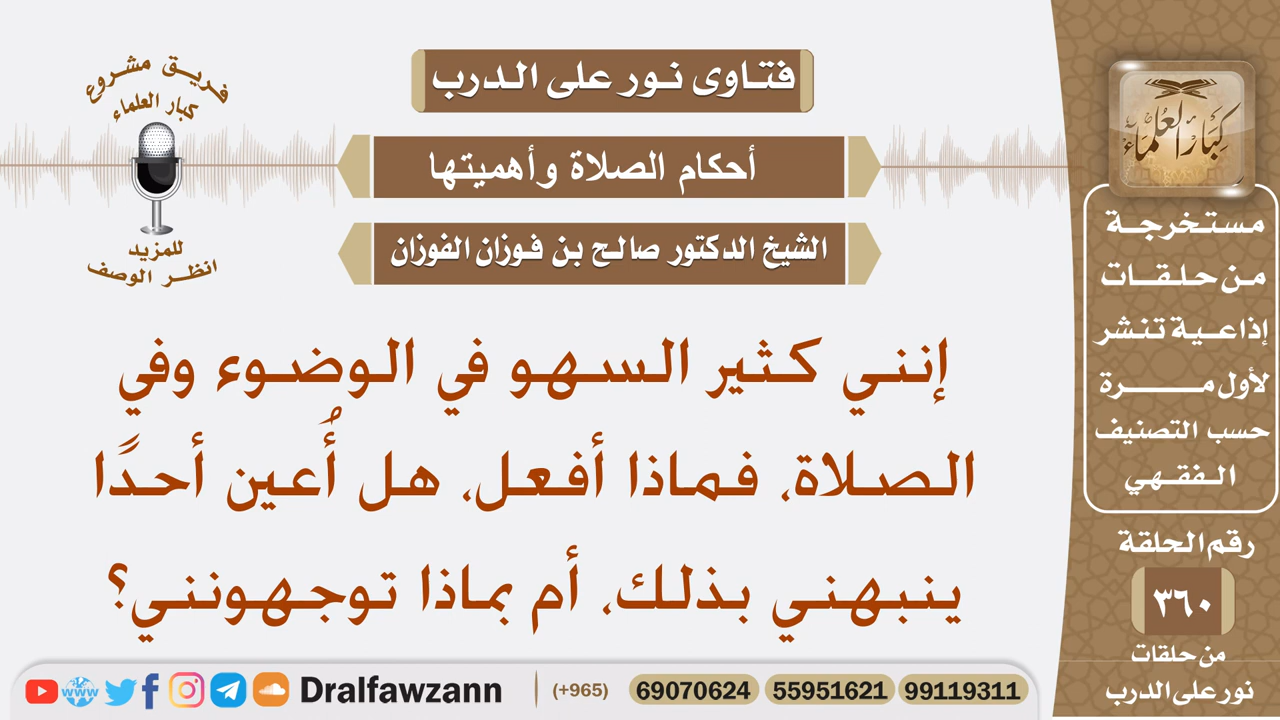 فتاوى نور على الدرب
أحكام الصلاة وأهميتها
الشيخ الدكتور صالح بن فوزان الفوزان
فريق مشروع
كبار العلماء
للمزيد
انظر الوصف
إنني كثير السهو في الوضوء وفي
الصلاة، فماذا أفعل، هل أُعين أحدًا
ينبهني بذلك، أم بماذا توجهونني؟
كبار العلماء
مستخرجة
من حلقات
إذاعية تنشر
لأول مرة
حسب التصنيف
الفقهي
رقم الحلقة
٣٦٠
من حلقات
نور على الدرب
www Dralfawzann (+965) 69070624 55951621 99119311